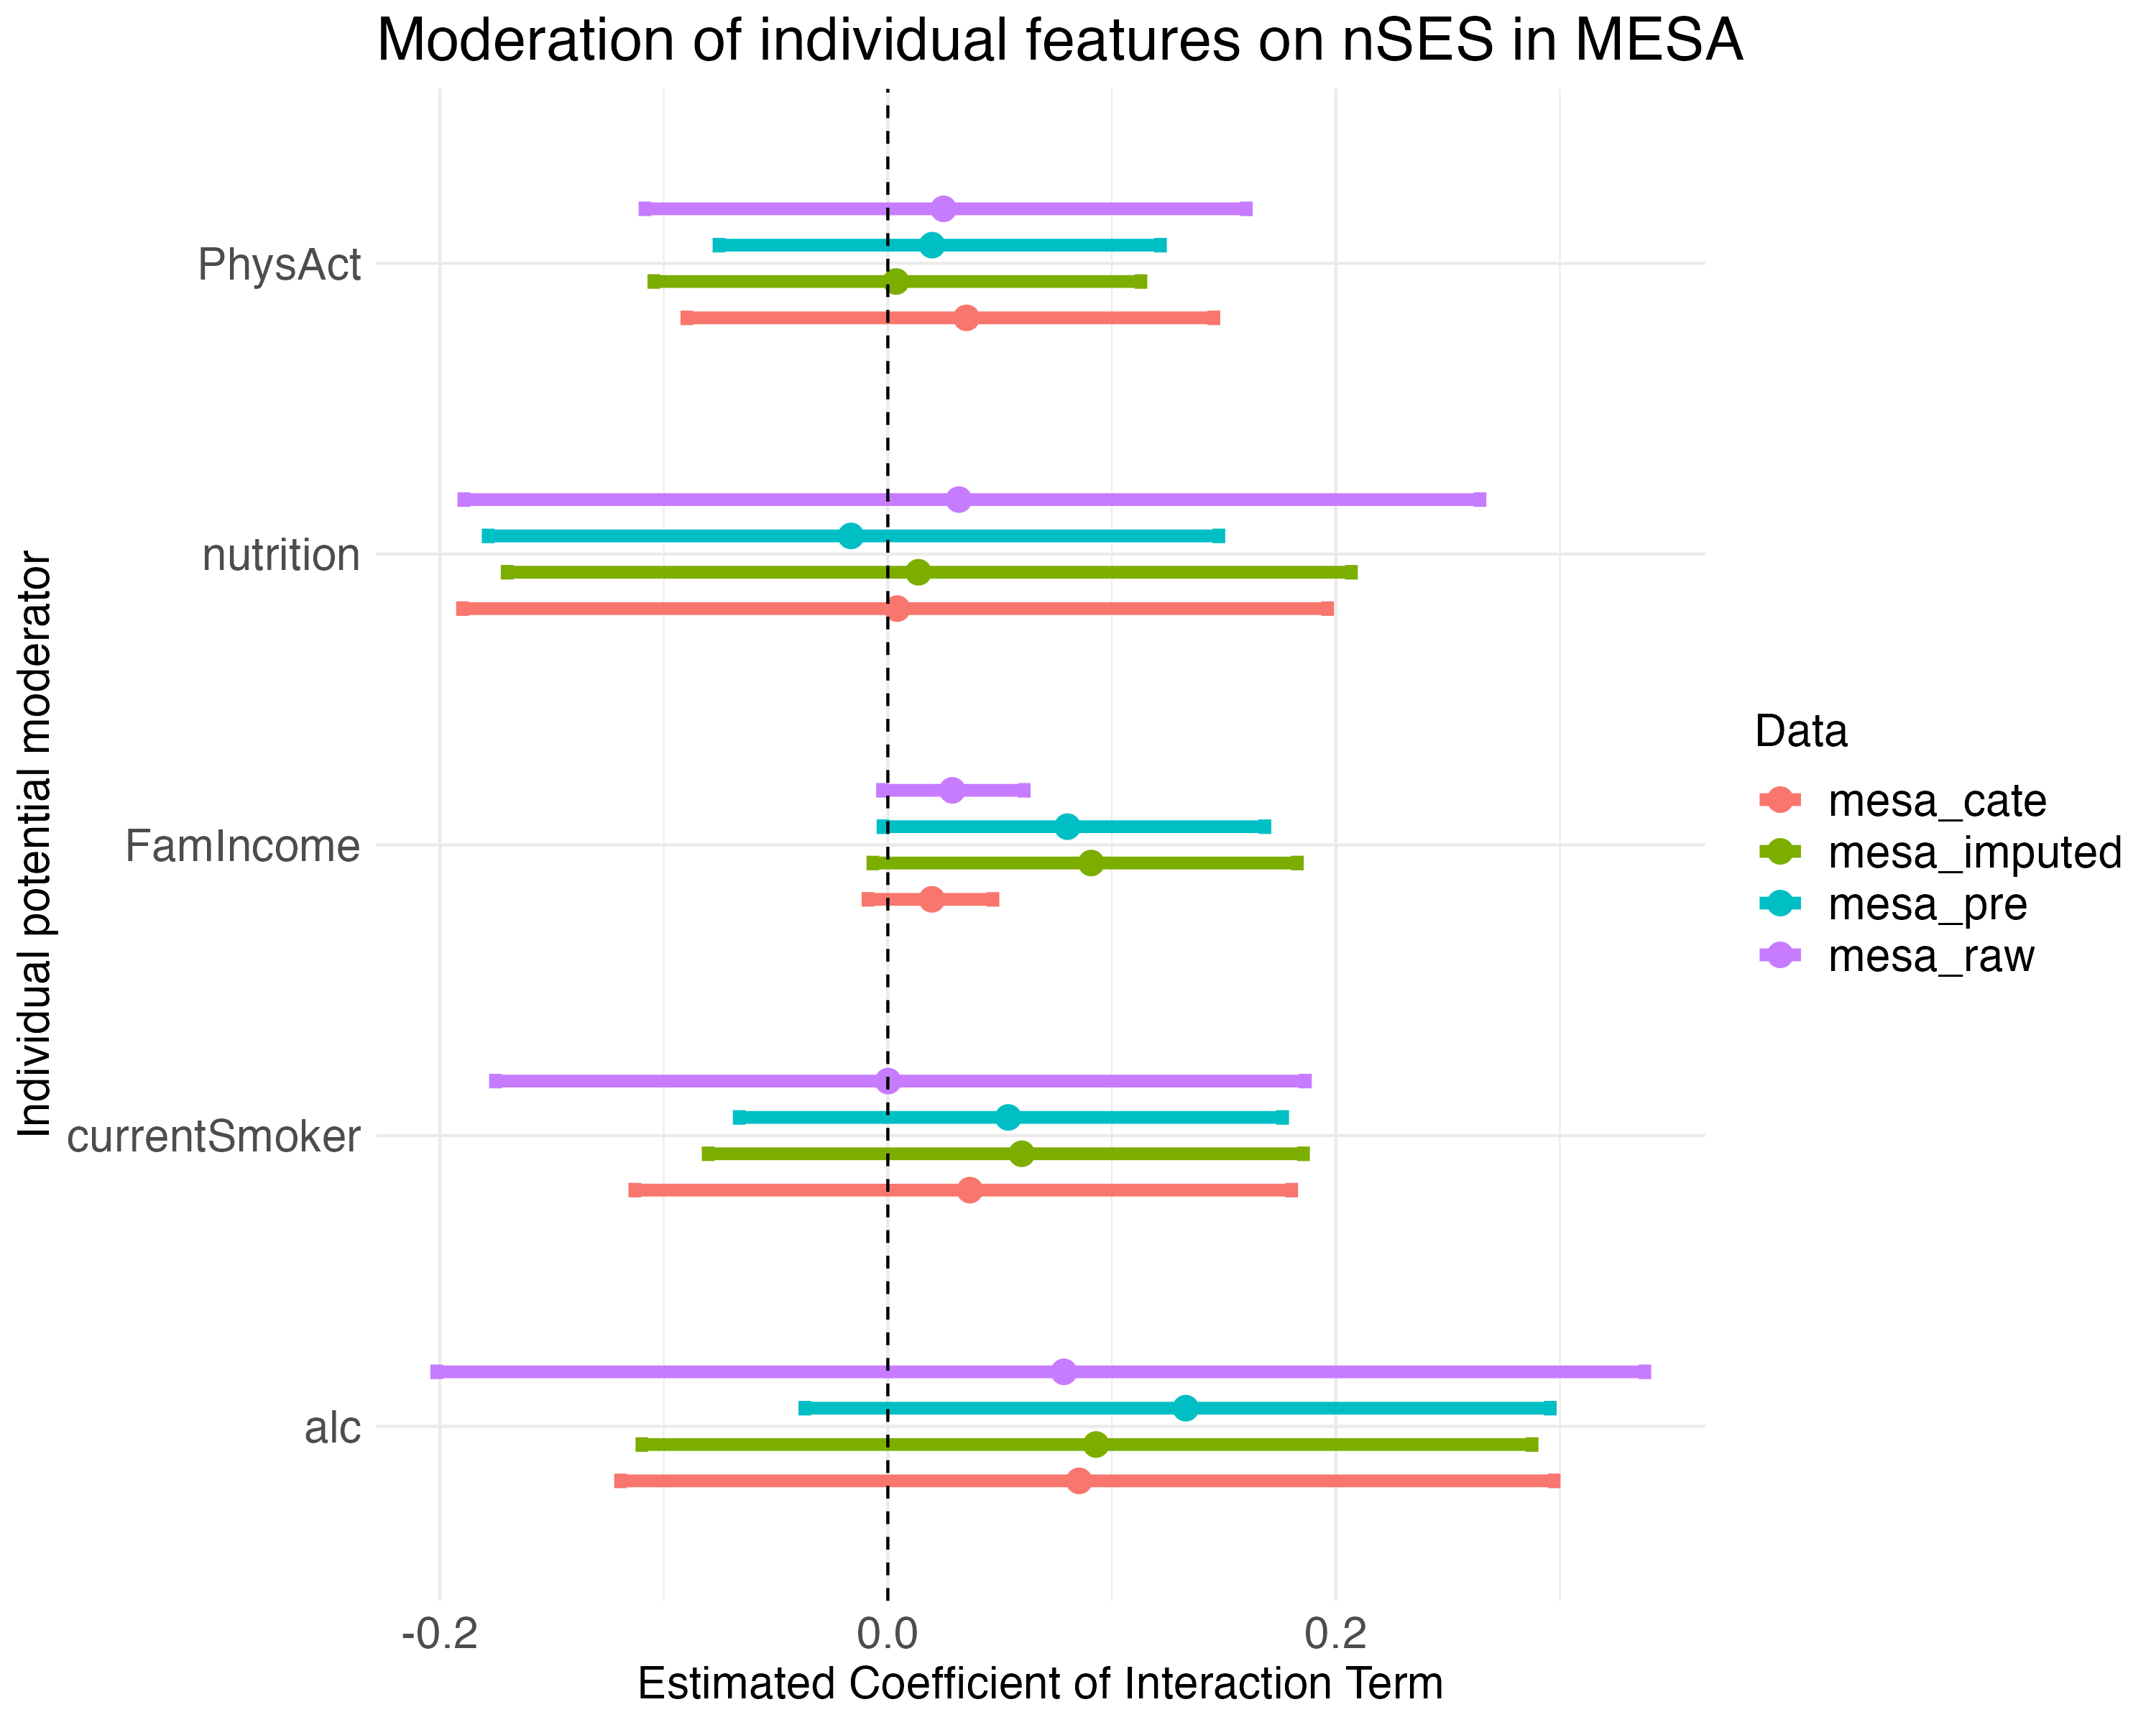 Moderation of individual features on nSES in MESA
Individual potential moderator
PhysAct
nutrition
FamIncome
currentSmoker
alc
-0.2
0.0
0.2
Estimated Coefficient of Interaction Term
Data
mesa_cate
mesa_imputed
mesa_pre
mesa_raw